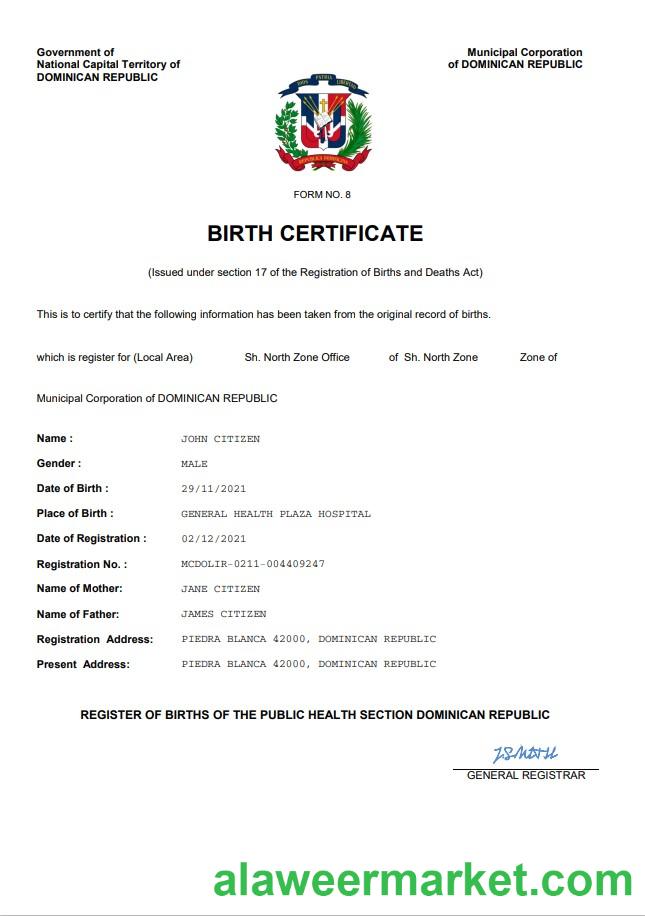 Government of
National Capital Territory of
DOMINICAN REPUBLIC
Municipal Corporation
of DOMINICAN REPUBLIC
DIOS PATRIA LIBERTAD
REPUBLICA DOMINICANA
FORM NO. 8
BIRTH CERTIFICATE
(Issued under section 17 of the Registration of Births and Deaths Act)
This is to certify that the following information has been taken from the original record of births.
which is register for (Local Area) Sh. North Zone Office of Sh. North Zone Zone of
Municipal Corporation of DOMINICAN REPUBLIC
Name : JOHN CITIZEN
Gender : MALE
Date of Birth : 29/11/2021
Place of Birth : GENERAL HEALTH PLAZA HOSPITAL
Date of Registration : 02/12/2021
Registration No. : MCDOLIR-0211-004409247
Name of Mother: JANE CITIZEN
Name of Father: JAMES CITIZEN
Registration Address: PIEDRA BLANCA 42000, DOMINICAN REPUBLIC
Present Address: PIEDRA BLANCA 42000, DOMINICAN REPUBLIC
REGISTER OF BIRTHS OF THE PUBLIC HEALTH SECTION DOMINICAN REPUBLIC
GENERAL REGISTRAR
alaweermarket.com